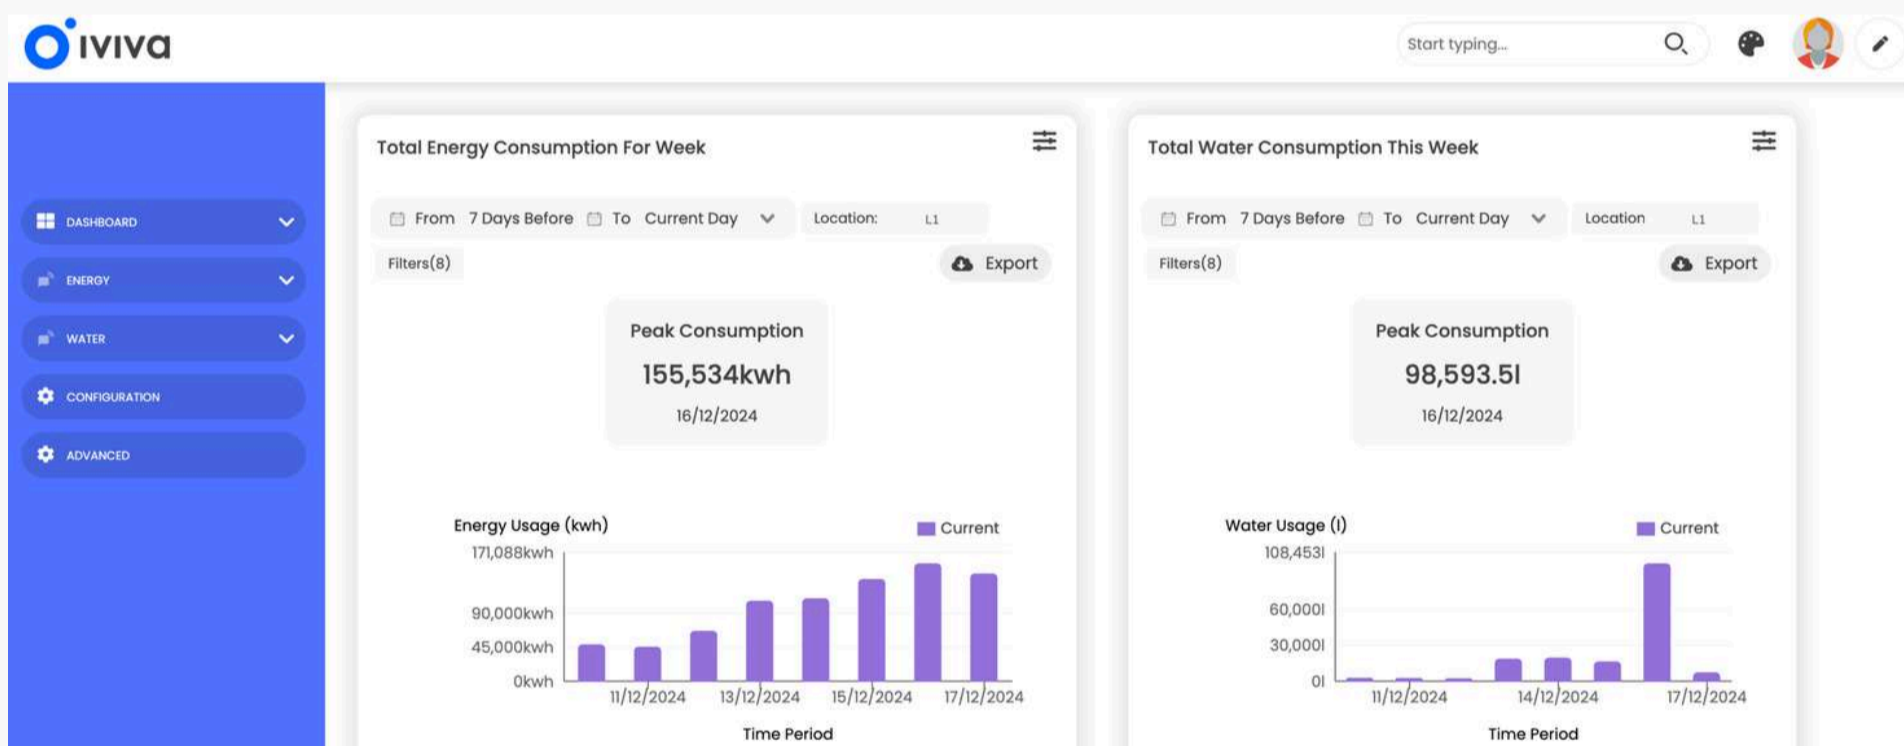 iviva
Start typing...
DASHBOARD
ENERGY
WATER
CONFIGURATION
ADVANCED
Total Energy Consumption For Week
From 7 Days Before To Current Day
Location: L1
Filters(8)
Export
Peak Consumption
155,534kwh
16/12/2024
Energy Usage (kwh)
Current
171,088kwh
90,000kwh
45,000kwh
0kwh
11/12/2024 13/12/2024 15/12/2024 17/12/2024
Time Period
Total Water Consumption This Week
From 7 Days Before To Current Day
Location L1
Filters(8)
Export
Peak Consumption
98,593.5l
16/12/2024
Water Usage (l)
Current
108,453l
60,000l
30,000l
0l
11/12/2024 14/12/2024 17/12/2024
Time Period